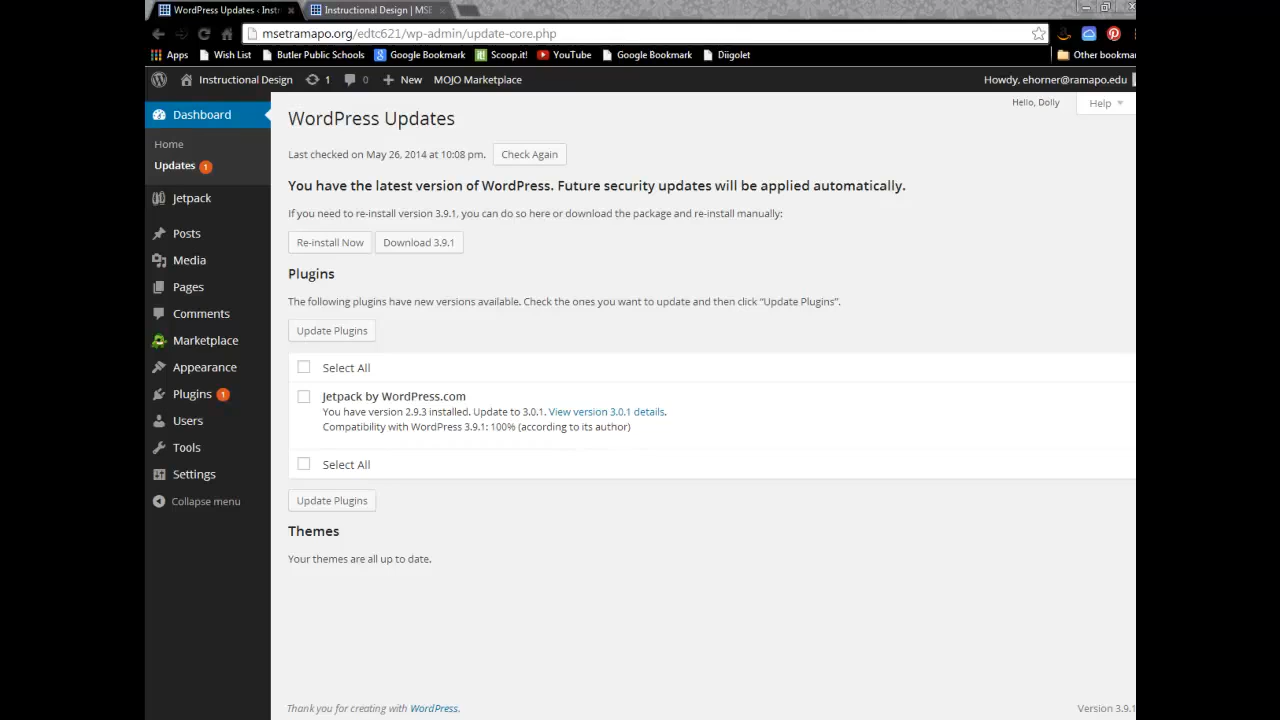 WordPress Updates ‹ Inst
Instructional Design | MSE
msetramapo.org/edtc621/wp-admin/update-core.php
Apps Wish List Butler Public Schools Google Bookmark Scoop.it! YouTube Google Bookmark Diigolet Other bookmar
Instructional Design 1 0 New MOJO Marketplace Howdy, ehorner@ramapo.edu
Hello, Dolly Help
Dashboard
Home
Updates 1
Jetpack
Posts
Media
Pages
Comments
Marketplace
Appearance
Plugins 1
Users
Tools
Settings
Collapse menu
WordPress Updates
Last checked on May 26, 2014 at 10:08 pm. Check Again
You have the latest version of WordPress. Future security updates will be applied automatically.
If you need to re-install version 3.9.1, you can do so here or download the package and re-install manually:
Re-install Now Download 3.9.1
Plugins
The following plugins have new versions available. Check the ones you want to update and then click “Update Plugins”.
Update Plugins
Select All
Jetpack by WordPress.com
You have version 2.9.3 installed. Update to 3.0.1. View version 3.0.1 details.
Compatibility with WordPress 3.9.1: 100% (according to its author)
Select All
Update Plugins
Themes
Your themes are all up to date.
Thank you for creating with WordPress. Version 3.9.1